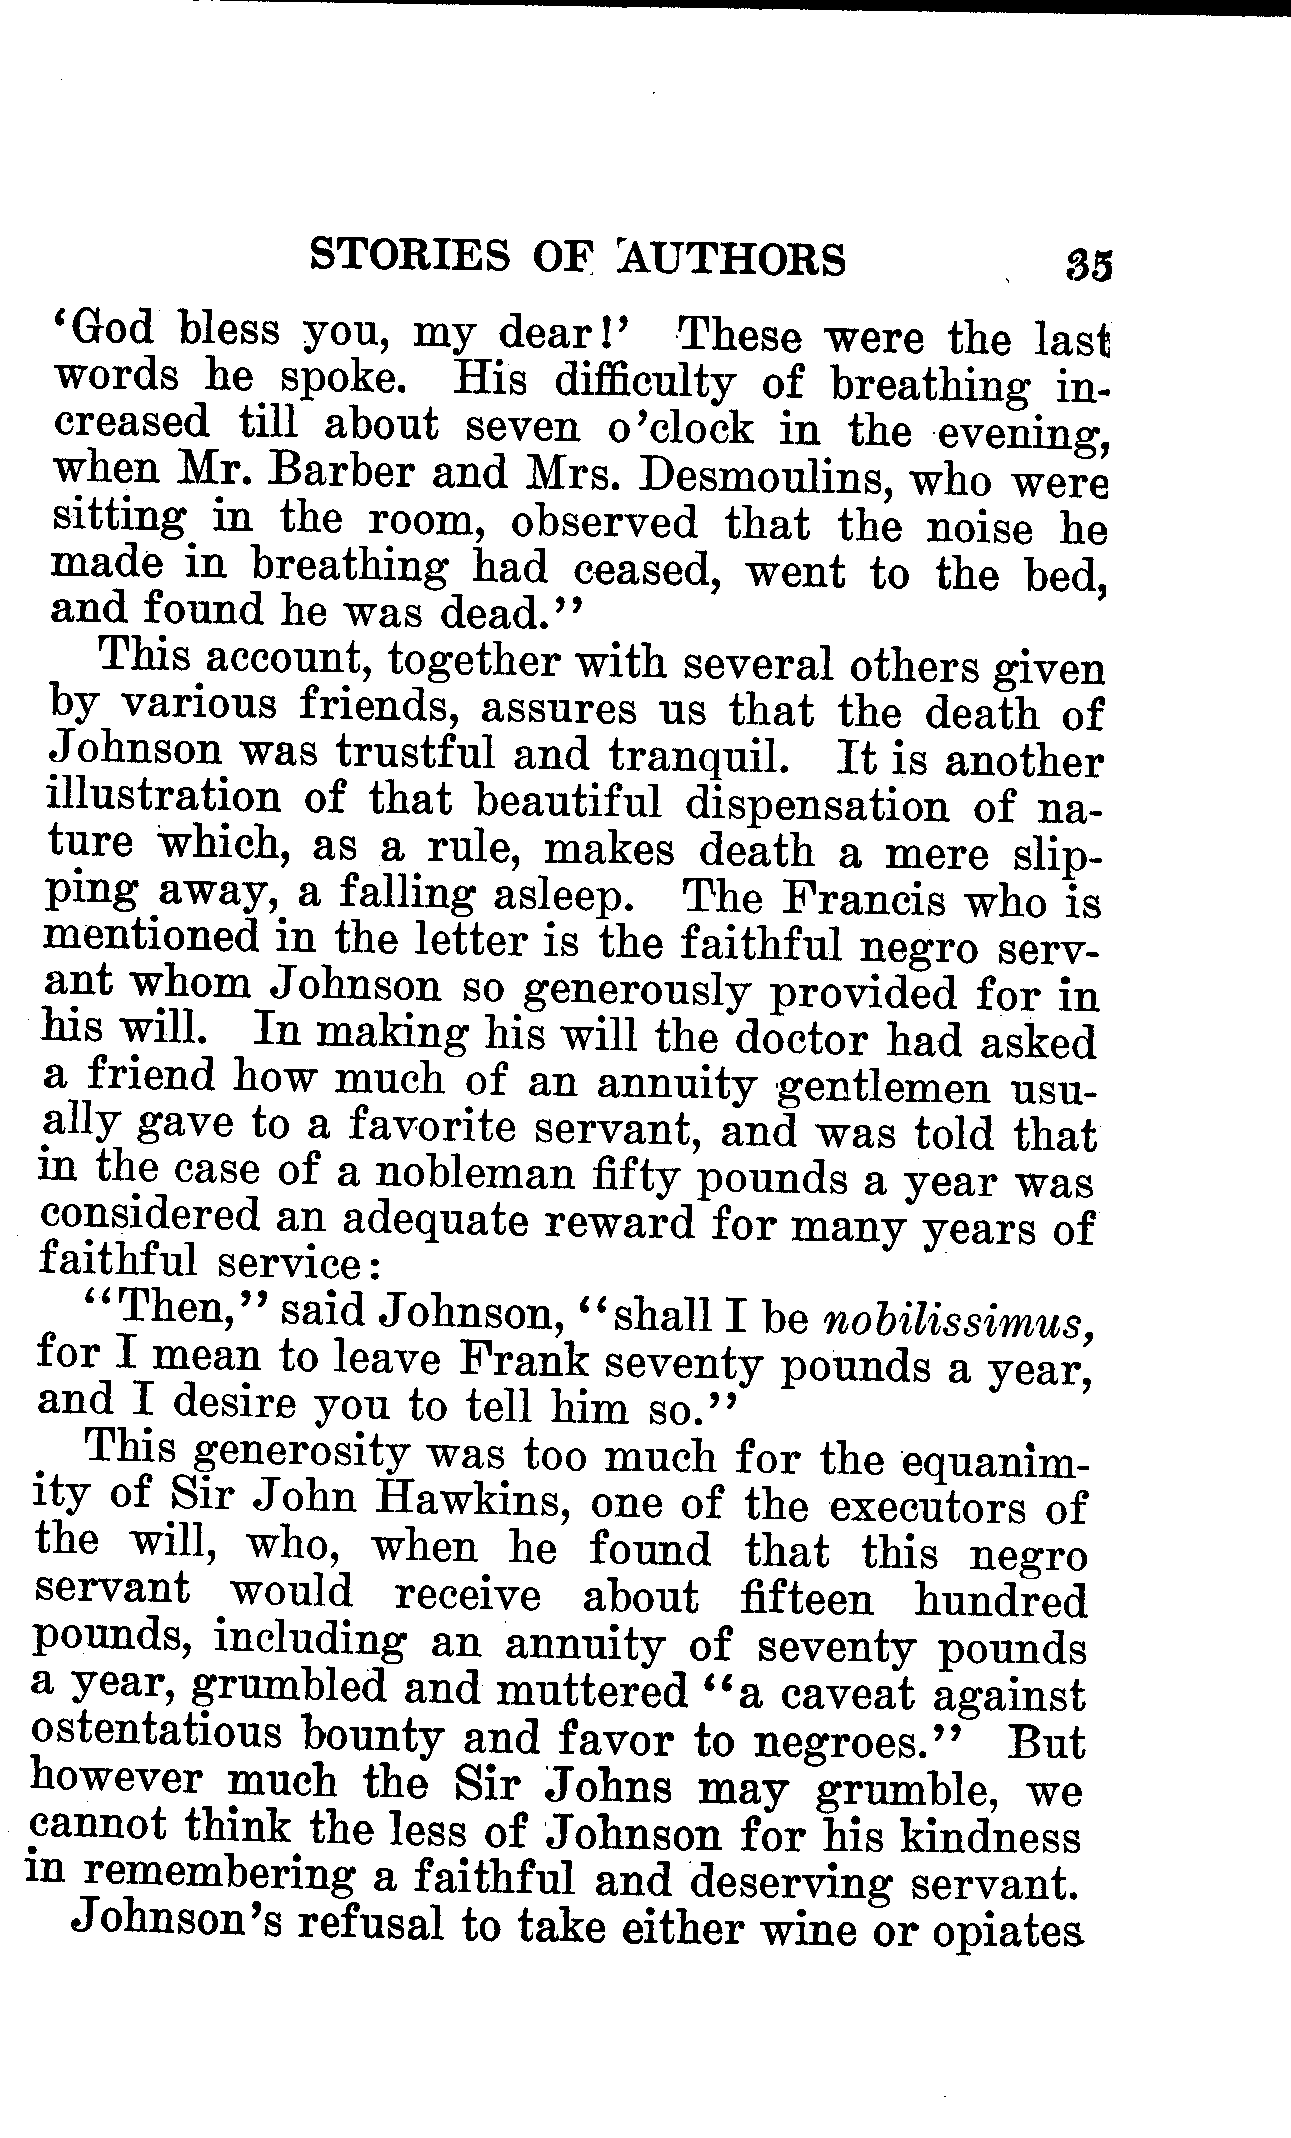 STORIES OF AUTHORS 35
‘God bless you, my dear!’ These were the last
words he spoke. His difficulty of breathing in-
creased till about seven o’clock in the evening,
when Mr. Barber and Mrs. Desmoulins, who were
sitting in the room, observed that the noise he
made in breathing had ceased, went to the bed,
and found he was dead.”
This account, together with several others given
by various friends, assures us that the death of
Johnson was trustful and tranquil. It is another
illustration of that beautiful dispensation of na-
ture which, as a rule, makes death a mere slip-
ping away, a falling asleep. The Francis who is
mentioned in the letter is the faithful negro serv-
ant whom Johnson so generously provided for in
his will. In making his will the doctor had asked
a friend how much of an annuity gentlemen usu-
ally gave to a favorite servant, and was told that
in the case of a nobleman fifty pounds a year was
considered an adequate reward for many years of
faithful service:
“Then,” said Johnson, “shall I be nobilissimus,
for I mean to leave Frank seventy pounds a year,
and I desire you to tell him so.”
This generosity was too much for the equanim-
ity of Sir John Hawkins, one of the executors of
the will, who, when he found that this negro
servant would receive about fifteen hundred
pounds, including an annuity of seventy pounds
a year, grumbled and muttered “a caveat against
ostentatious bounty and favor to negroes.” But
however much the Sir Johns may grumble, we
cannot think the less of Johnson for his kindness
in remembering a faithful and deserving servant.
Johnson’s refusal to take either wine or opiates